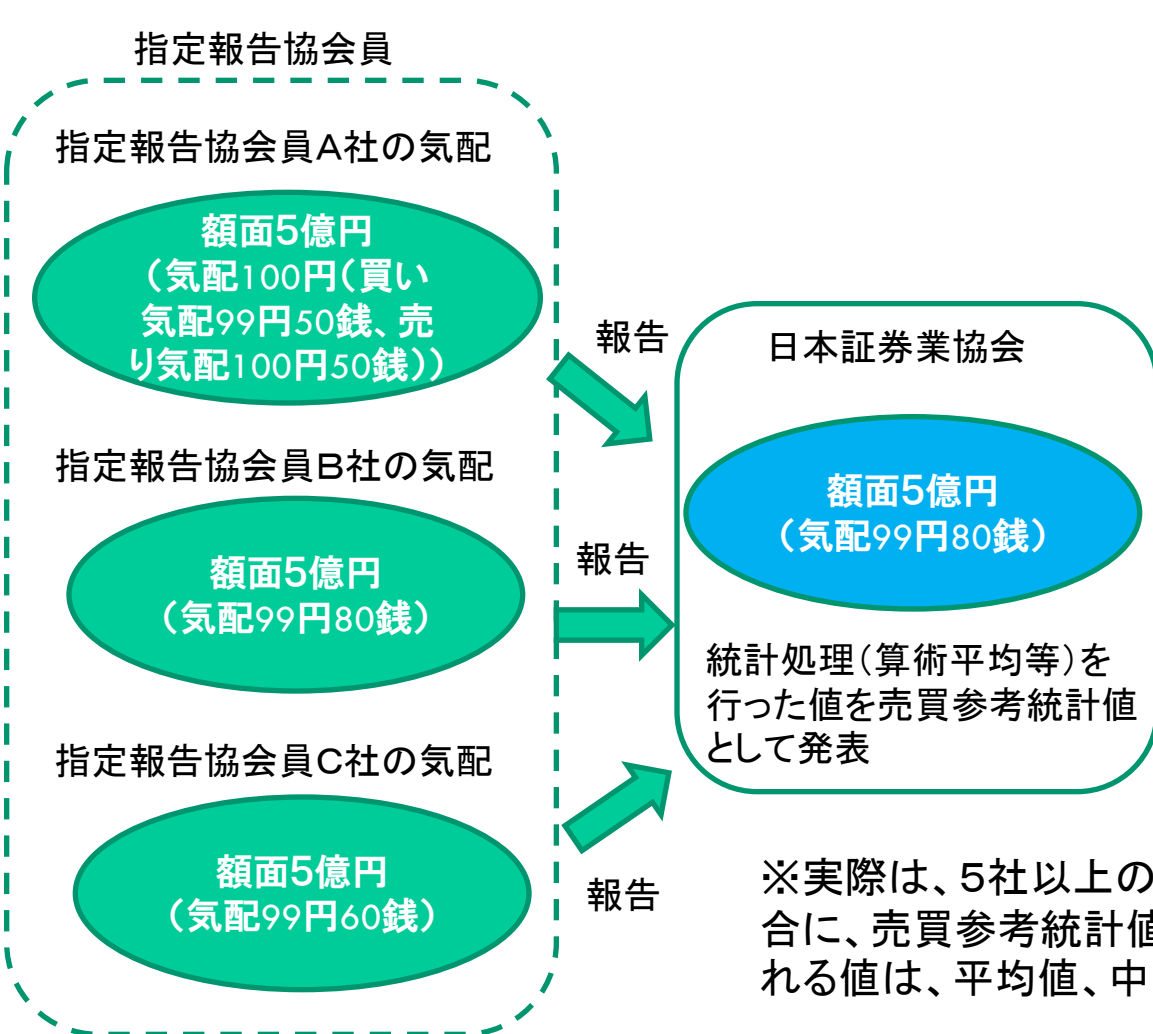 指定報告協会員
指定報告協会員A社の気配
額面5億円
(気配100円(買い
気配99円50銭、売
り気配100円50銭))
報告
指定報告協会員B社の気配
額面5億円
(気配99円80銭)
報告
指定報告協会員C社の気配
額面5億円
(気配99円60銭)
報告
日本証券業協会
額面5億円
(気配99円80銭)
統計処理(算術平均等)を
行った値を売買参考統計値
として発表
※実際は、5社以上の
合に、売買参考統計値
れる値は、平均値、中